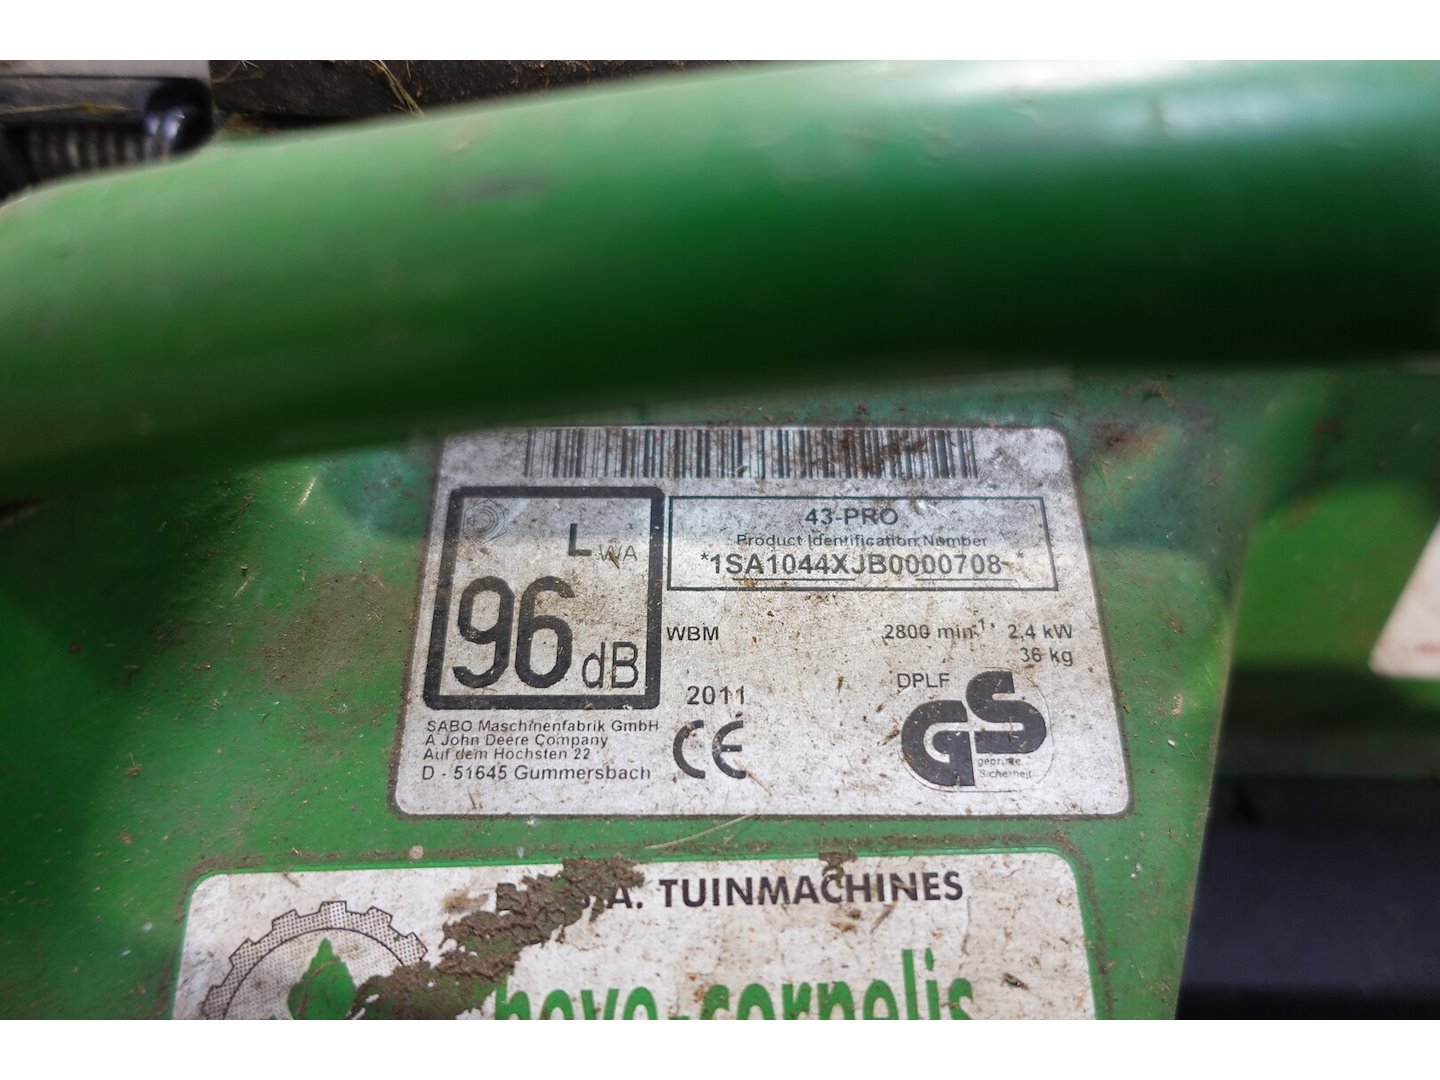 43-PRO
Product Identification Number
*1SA1044XJB0000708 *
L WA
96 dB
WBM
2800 min-1, 2,4 kW
36 kg
2011
DPLF
CE
GS
geprüfte
Sicherheit
SABO Maschinenfabrik GmbH
A John Deere Company
Auf dem Höchsten 22
D - 51645 Gummersbach
TUINMACHINES
cornelis